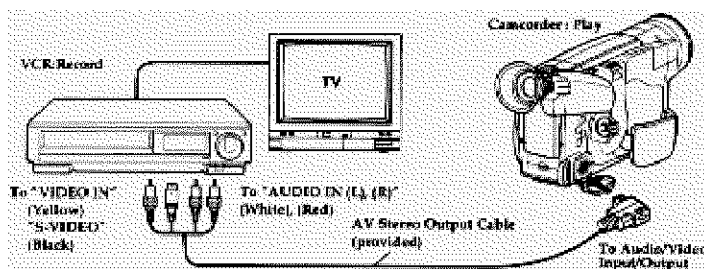 Camcorder: Play
VCR: Record
TV
To "VIDEO IN"
(Yellow)
"S-VIDEO"
(Black)
To "AUDIO IN (L), (R)"
(White), (Red)
AV Stereo Output Cable
(provided)
To Audio/Video
Input/Output